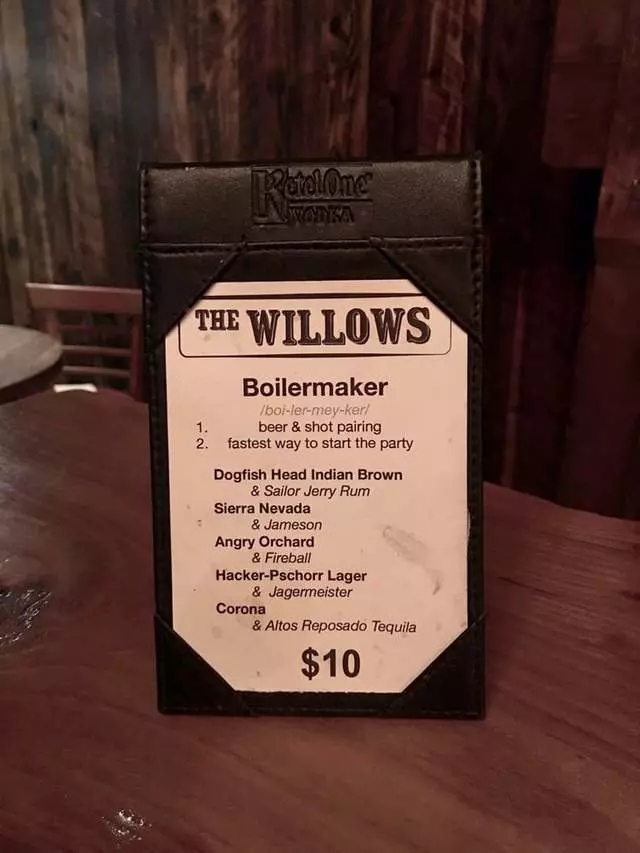 Ketel One
VODKA
THE WILLOWS
Boilermaker
/boi-ler-mey-ker/
1. beer & shot pairing
2. fastest way to start the party
Dogfish Head Indian Brown
& Sailor Jerry Rum
Sierra Nevada
& Jameson
Angry Orchard
& Fireball
Hacker-Pschorr Lager
& Jagermeister
Corona
& Altos Reposado Tequila
$10